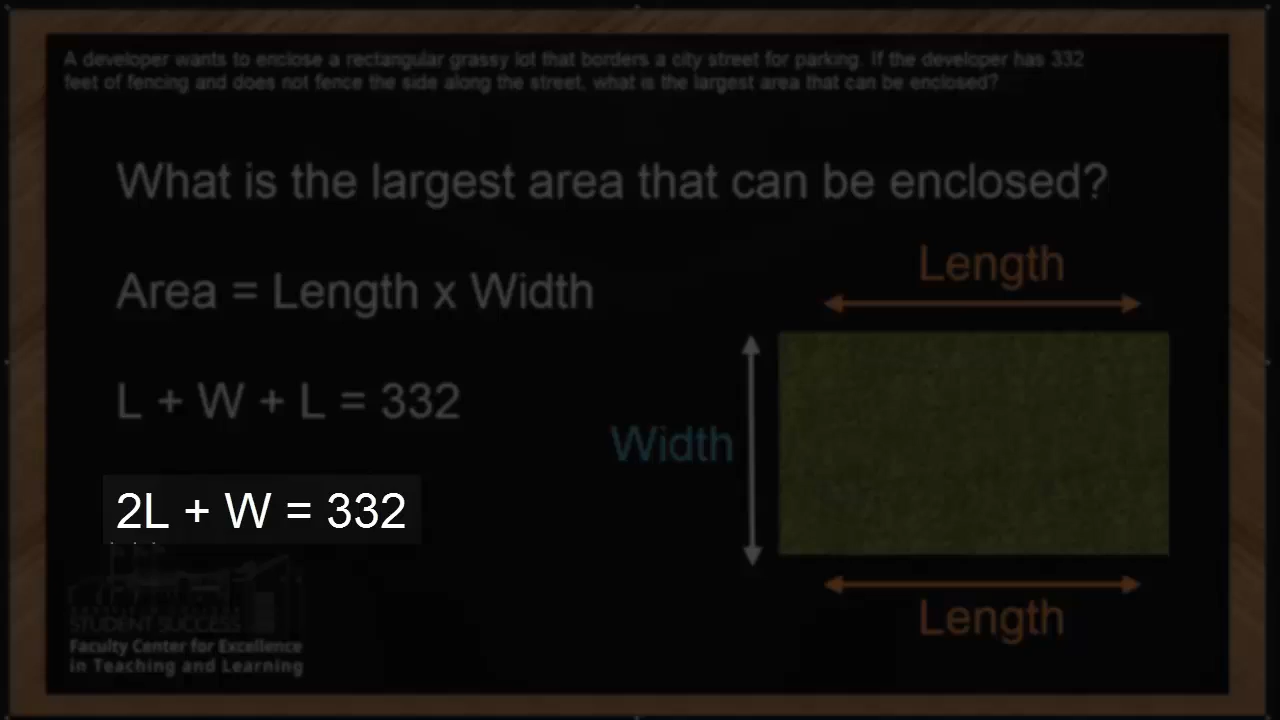 A developer wants to enclose a rectangular grassy lot that borders a city street for parking. If the developer has 332
feet of fencing and does not fence the side along the street, what is the largest area that can be enclosed?
What is the largest area that can be enclosed?
Length
Area = Length x Width
L + W + L = 332
Width
2L + W = 332
Length
STUDENT SUCCESS
Faculty Center for Excellence
in Teaching and Learning